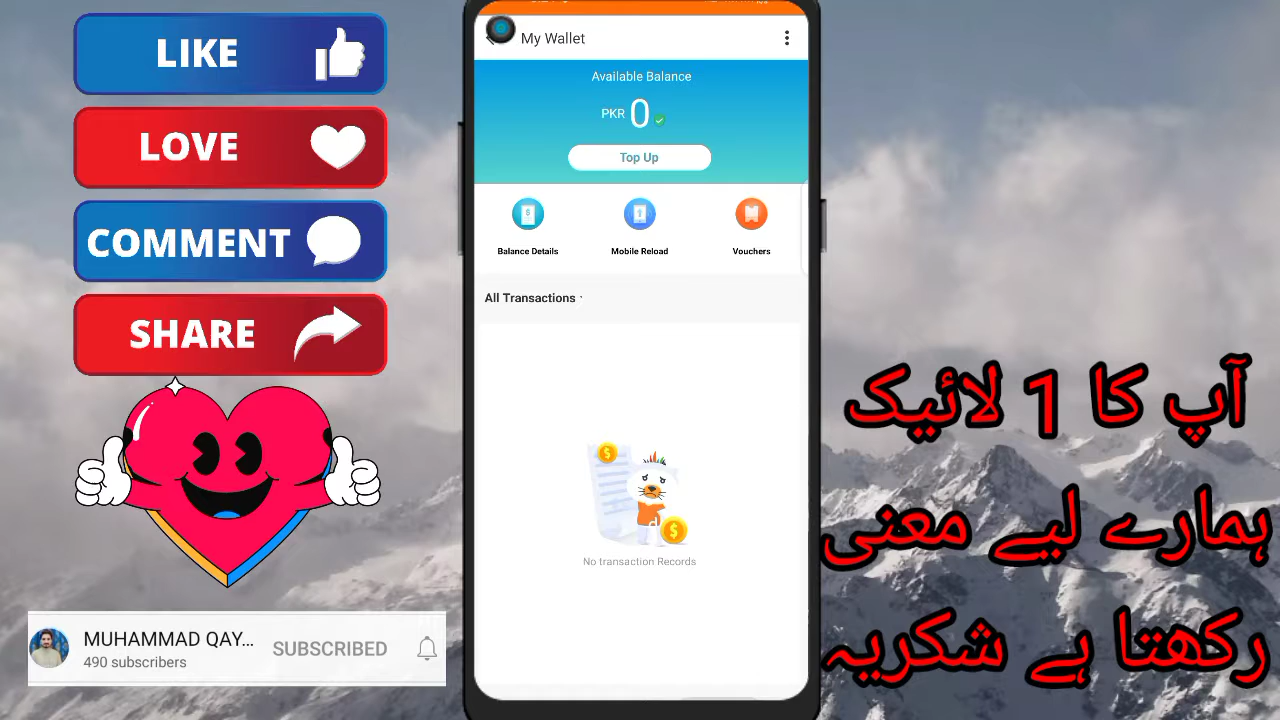 LIKE
LOVE
COMMENT
SHARE
MUHAMMAD QAY...
490 subscribers
SUBSCRIBED
My Wallet
Available Balance
PKR 0
Top Up
Balance Details
Mobile Reload
Vouchers
All Transactions
No transaction Records
آپ کا 1 لائیک
ہمارے لیے معنی
رکھتا ہے شکریہ